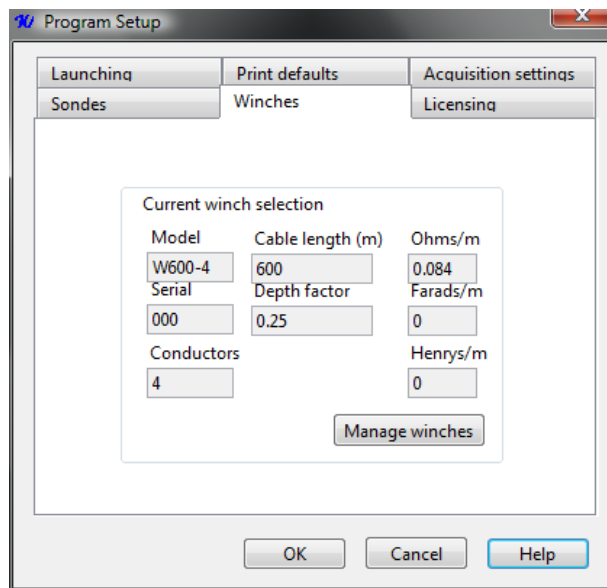 Program Setup
Launching Print defaults Acquisition settings
Sondes Winches Licensing
Current winch selection
Model Cable length (m) Ohms/m
W600-4 600 0.084
Serial Depth factor Farads/m
000 0.25 0
Conductors Henrys/m
4 0
Manage winches
OK Cancel Help